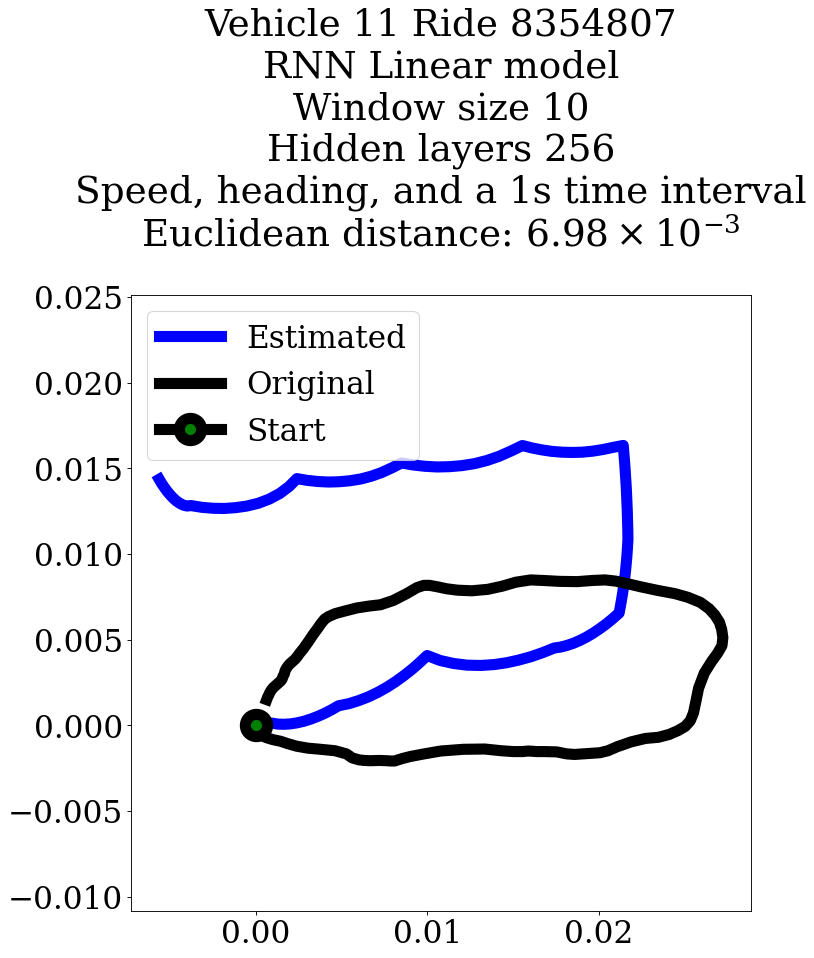 Vehicle 11 Ride 8354807
RNN Linear model
Window size 10
Hidden layers 256
Speed, heading, and a 1s time interval
Euclidean distance: 6.98 × 10⁻³
0.025
0.020
0.015
0.010
0.005
0.000
−0.005
−0.010
Estimated
Original
Start
0.00 0.01 0.02